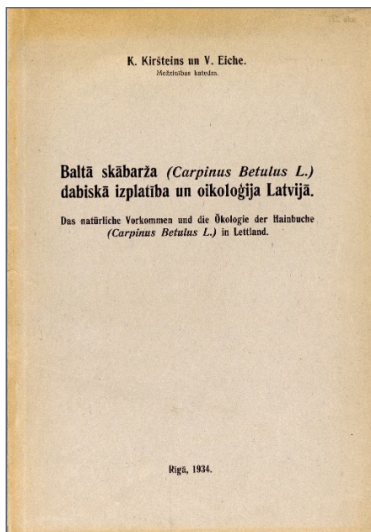 K. Kiršteins un V. Eiche.
Mežzinības katedra.
Baltā skābarža (Carpinus Betulus L.)
dabiskā izplatība un oikoloģija Latvijā.
Das natürliche Vorkommen und die Ökologie der Hainbuche
(Carpinus Betulus L.) in Lettland.
Rīgā, 1934.